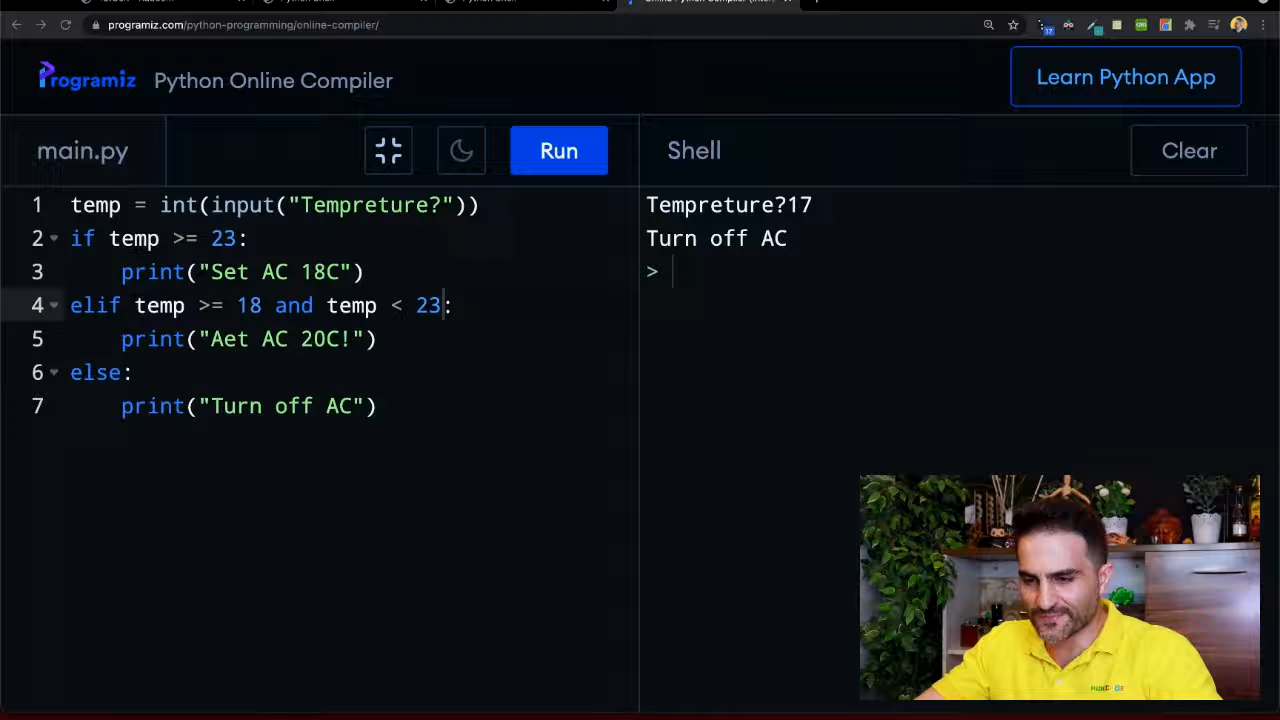 programiz.com/python-programming/online-compiler/
Programiz Python Online Compiler
Learn Python App
main.py
Run
Shell
Clear
1 temp = int(input("Tempreture?"))
2 if temp >= 23:
3 print("Set AC 18C")
4 elif temp >= 18 and temp < 23:
5 print("Aet AC 20C!")
6 else:
7 print("Turn off AC")
Tempreture?17
Turn off AC
>